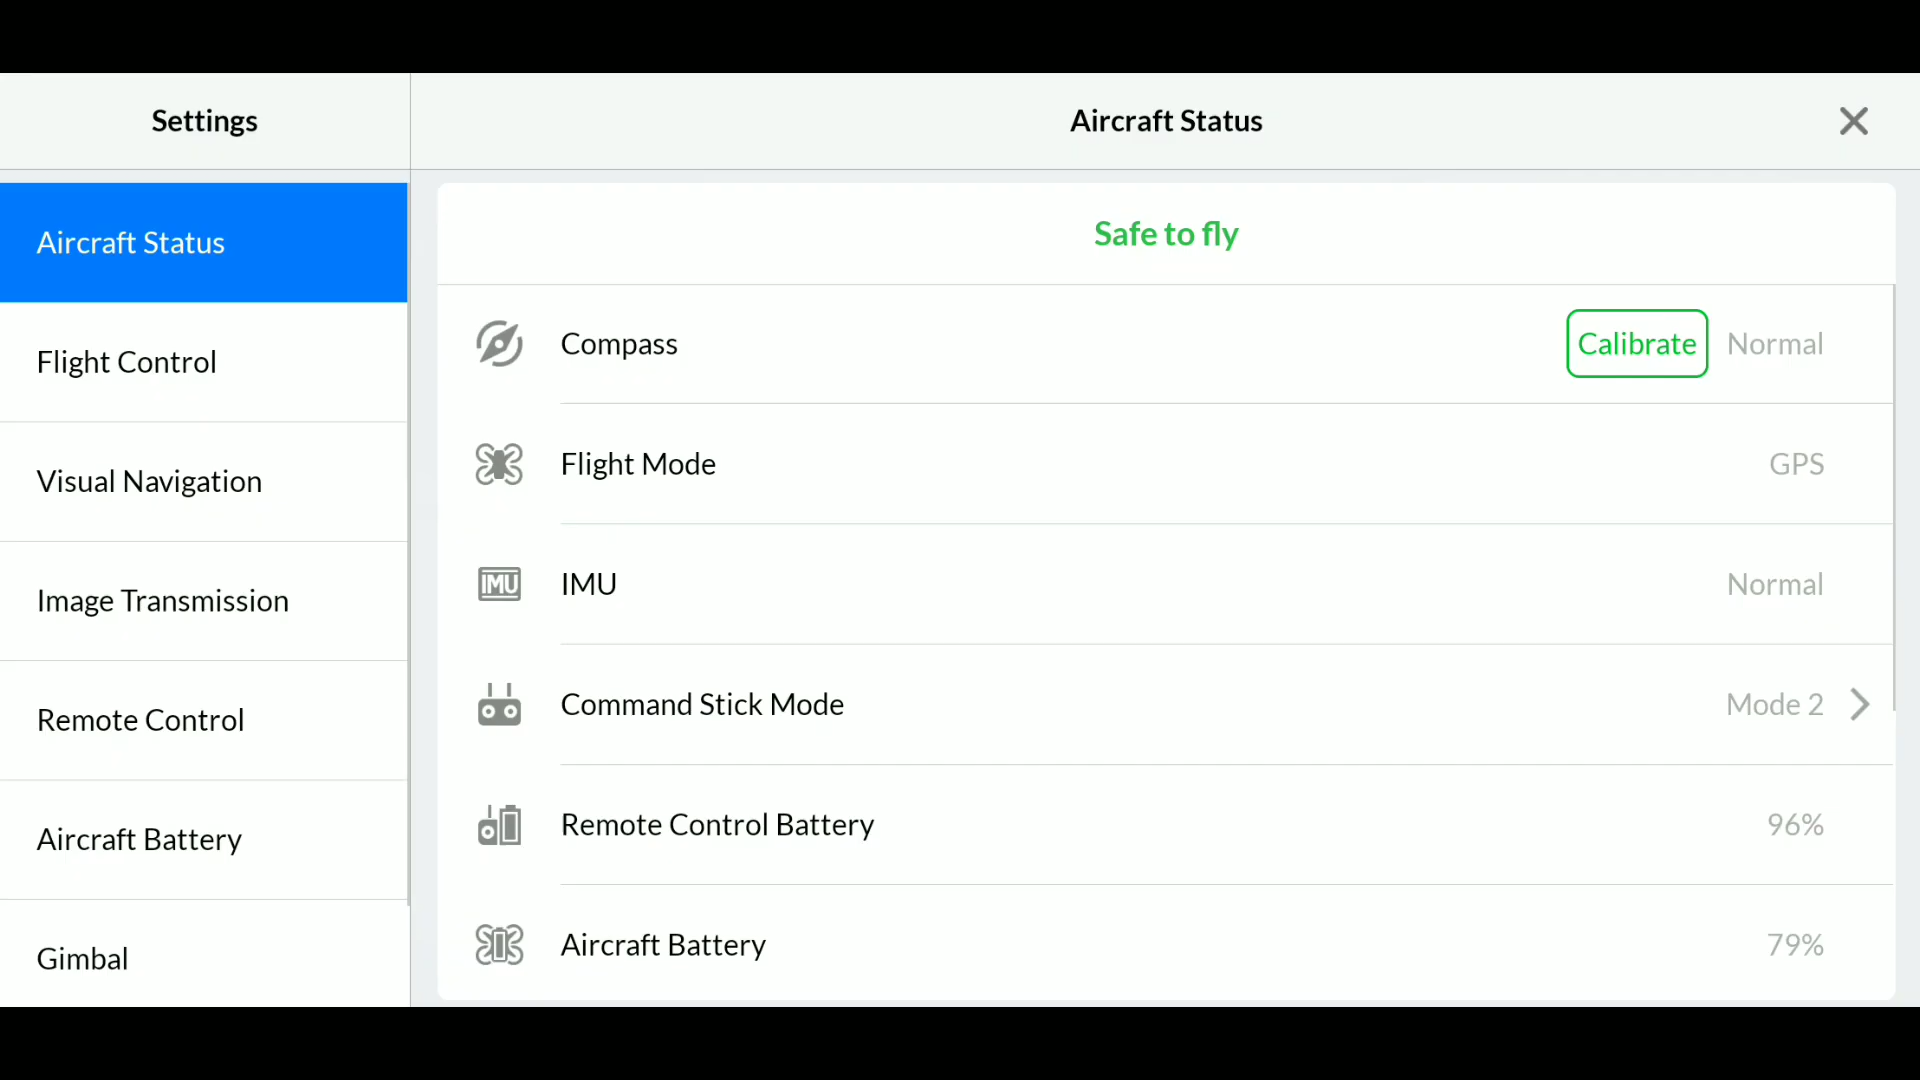 Settings
Aircraft Status
Aircraft Status
Flight Control
Visual Navigation
Image Transmission
Remote Control
Aircraft Battery
Gimbal
Safe to fly
Compass Calibrate Normal
Flight Mode GPS
IMU IMU Normal
Command Stick Mode Mode 2
Remote Control Battery 96%
Aircraft Battery 79%